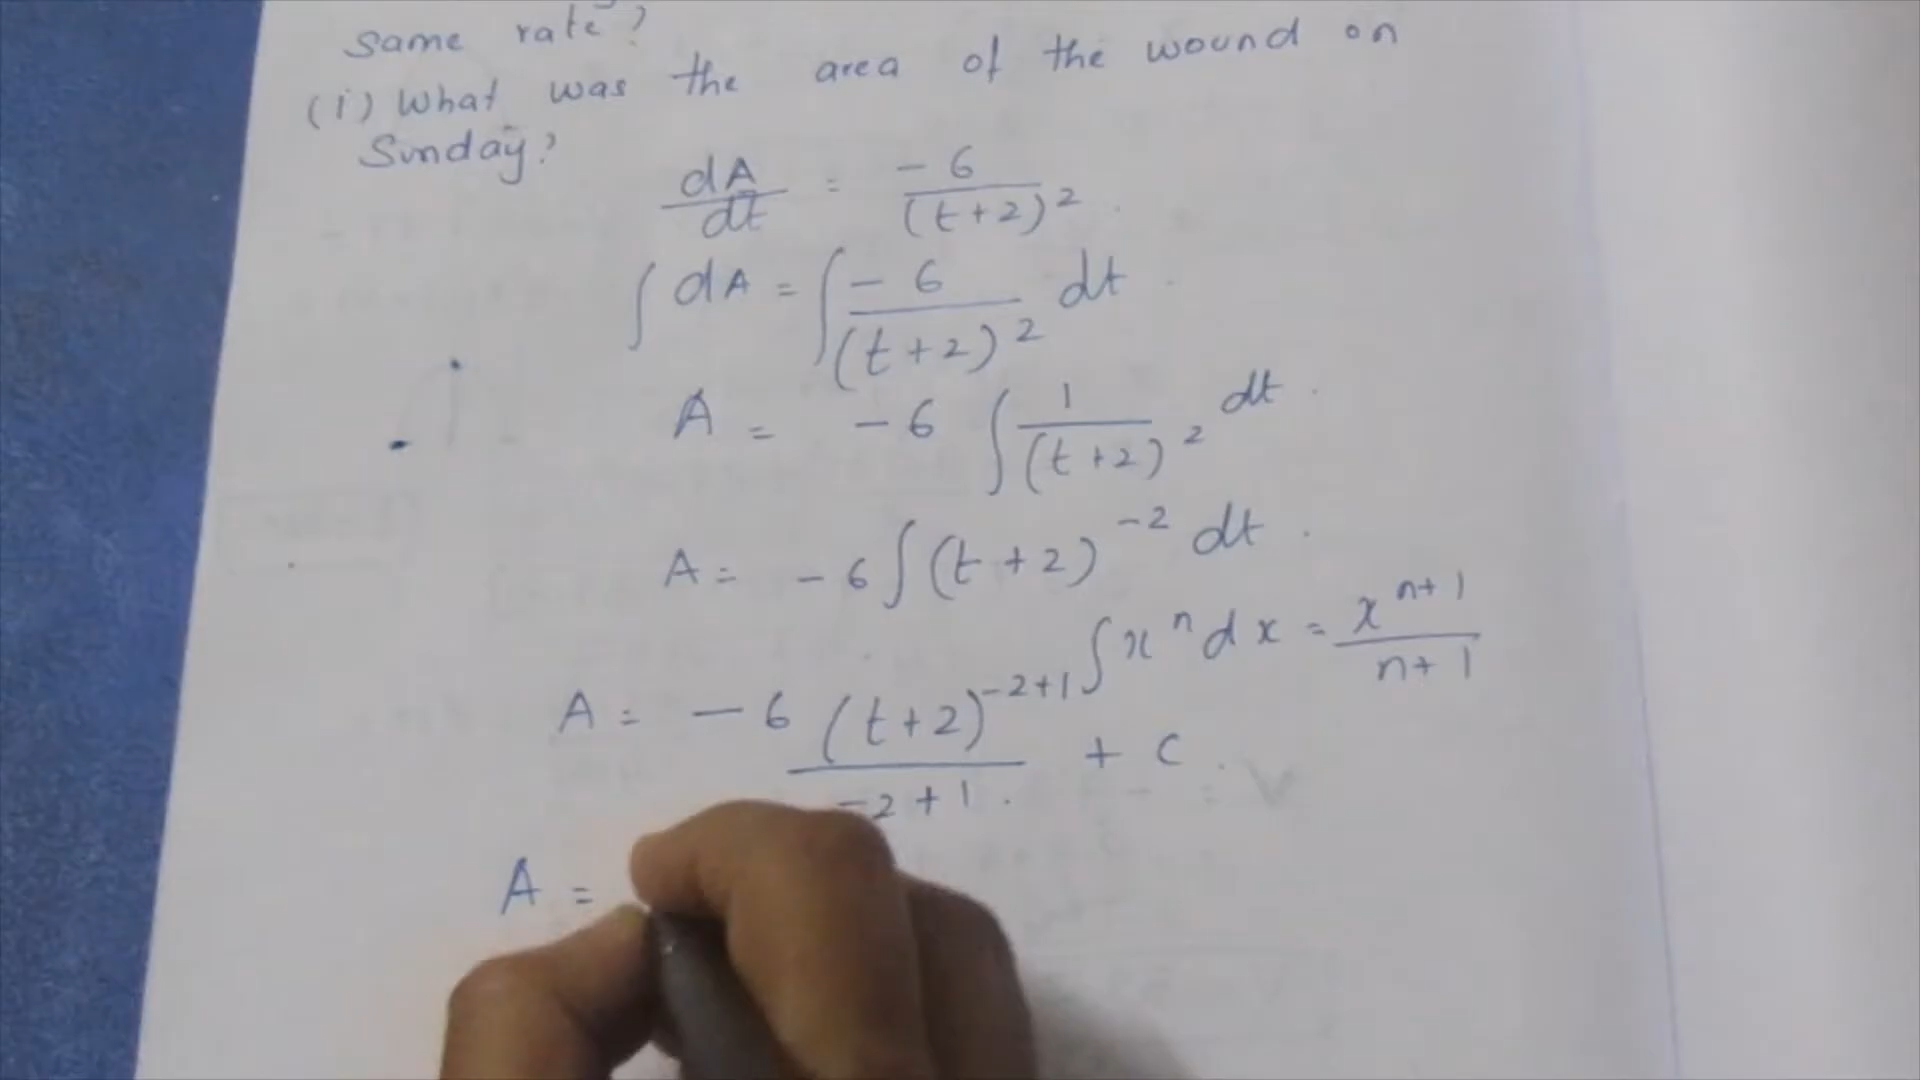 same rate?
(i) What was the area of the wound on
Sunday?
dA/dt = -6/(t+2)²
∫ dA = ∫ -6/(t+2)² dt
A = -6 ∫ 1/(t+2)² dt
A = -6 ∫ (t+2)⁻² dt
∫ xⁿ dx = xⁿ⁺¹/n+1
A = -6 (t+2)⁻²⁺¹/-2+1 + c
A =